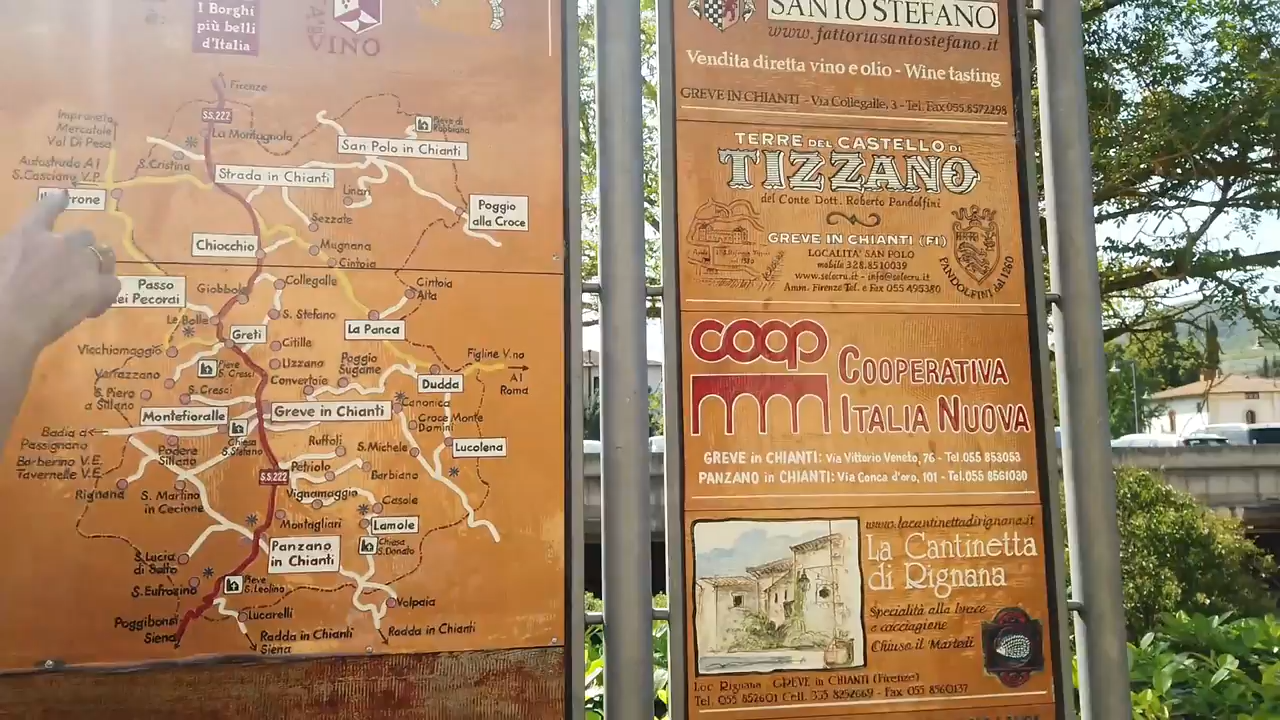 I Borghi
più belli
d'Italia
VINO
Firenze
SS.222
La Montagnola
Impruneta
Mercatale
Val Di Pesa
Autostrada A1
S.Casciano V.P.
S.Cristina
Strada in Chianti
San Polo in Chianti
Pieve di
Robbiana
Linari
Poggio
alla Croce
Sezzate
Chiocchio
Mugnana
Cintoia
Passo
dei Pecorai
Giobbole
Collegalle
Cintoia
Alta
S. Stefano
Le Bolle
Greti
La Panca
Citille
Vicchiomaggio
Uzzano
Poggio
Sugame
Figline V.no
A1
Roma
Verrazzano
Pieve
S. Cresci
Convertoie
Dudda
S. Piero
a Sillano
S. Cresci
Canonica
Montefioralle
Greve in Chianti
Croce Monte
Domini
Badia a
Passignano
Chiesa
S.Stefano
Ruffoli
S.Michele
Lucolena
Barberino V.E.
Tavernelle V.E.
Podere
Sillano
SS.222
Petriolo
Barbiano
Rignana
S. Martino
in Cecione
Vignamaggio
Casole
Montagliari
Lamole
Panzano
in Chianti
Chiesa
S.Donato
S.Lucia
S.Eufrosino
Pieve
S.Leolino
Volpaia
Poggibonsi
Siena
Lucarelli
Radda in Chianti
Siena
Radda in Chianti
SANTO STEFANO
www.fattoriasantostefano.it
Vendita diretta vino e olio - Wine tasting
GREVE IN CHIANTI - Via Collegalle, 3 - Tel. Fax 055.8572298
TERRE DEL CASTELLO DI
TIZZANO
del Conte Dott. Roberto Pandolfini
GREVE IN CHIANTI (FI)
LOCALITA' SAN POLO
mobile 328.8510039
www.solocru.it - info@solocru.it
Amm. Firenze Tel. e Fax 055 495380
PANDOLFINI dal 1260
coop
COOPERATIVA
ITALIA NUOVA
GREVE in CHIANTI: via Vittorio Veneto, 76 - Tel.055 853053
PANZANO in CHIANTI: Via Conca d'oro, 101 - Tel.055 8561030
www.lacantinettadirignana.it
La Cantinetta
di Rignana
Specialità alla brace
e cacciagione
Chiuso il Martedì
Loc Rignana GREVE in CHIANTI (Firenze)
Tel. 055 852601 Cell. 335 8252669 - Fax 055 8560137